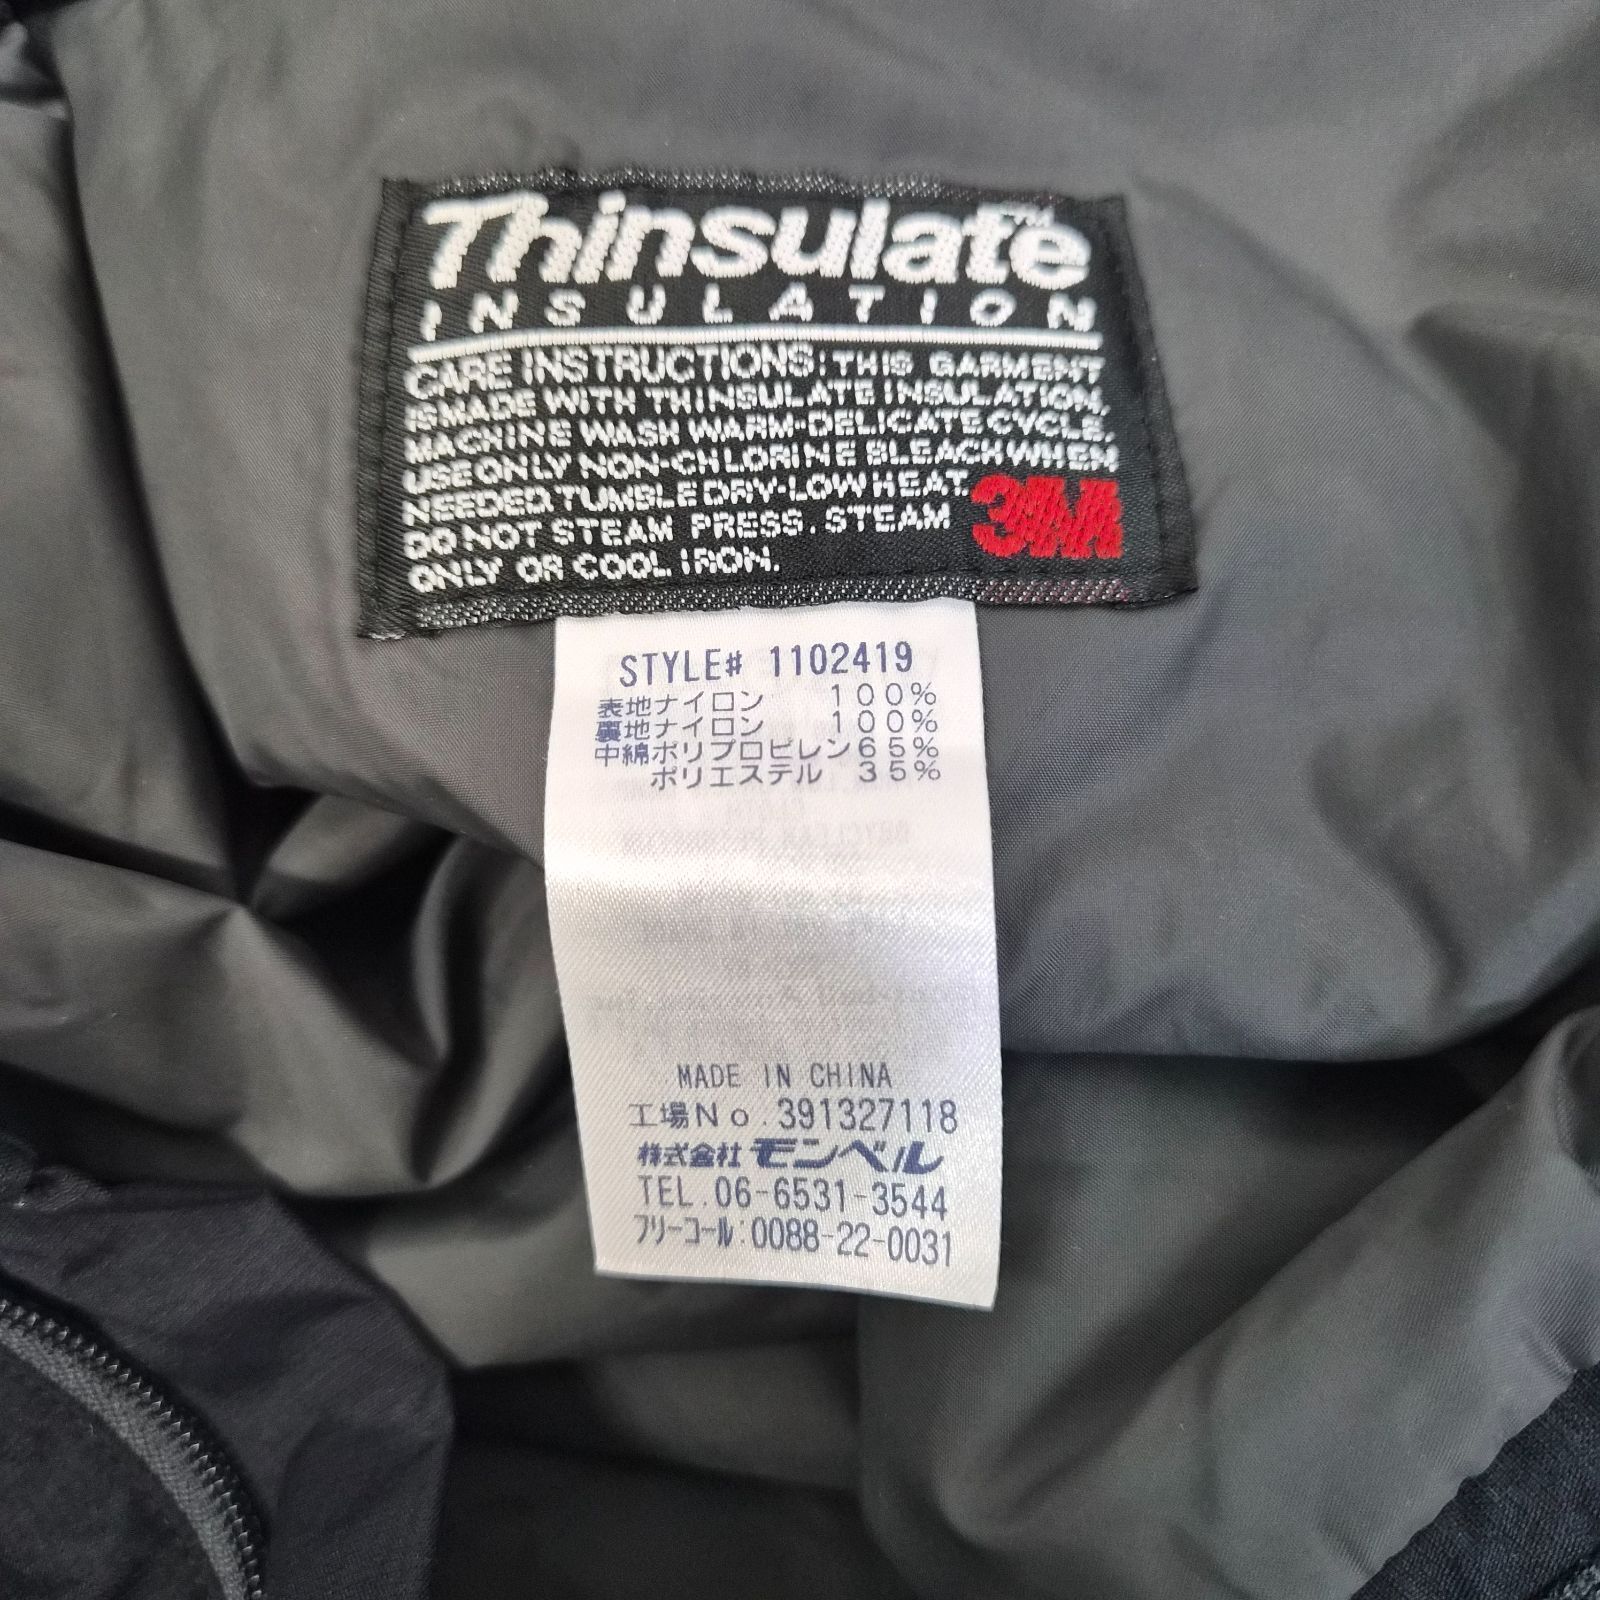 Thinsulate™
INSULATION
CARE INSTRUCTIONS: THIS GARMENT
IS MADE WITH THINSULATE INSULATION.
MACHINE WASH WARM-DELICATE CYCLE.
USE ONLY NON-CHLORINE BLEACH WHEN
NEEDED TUMBLE DRY-LOW HEAT.
DO NOT STEAM PRESS. STEAM
ONLY OR COOL IRON.
3M
STYLE# 1102419
表地ナイロン 100%
裏地ナイロン 100%
中綿ポリプロピレン65%
ポリエステル 35%
MADE IN CHINA
工場No.391327118
株式会社モンベル
TEL.06-6531-3544
フリーコール:0088-22-0031